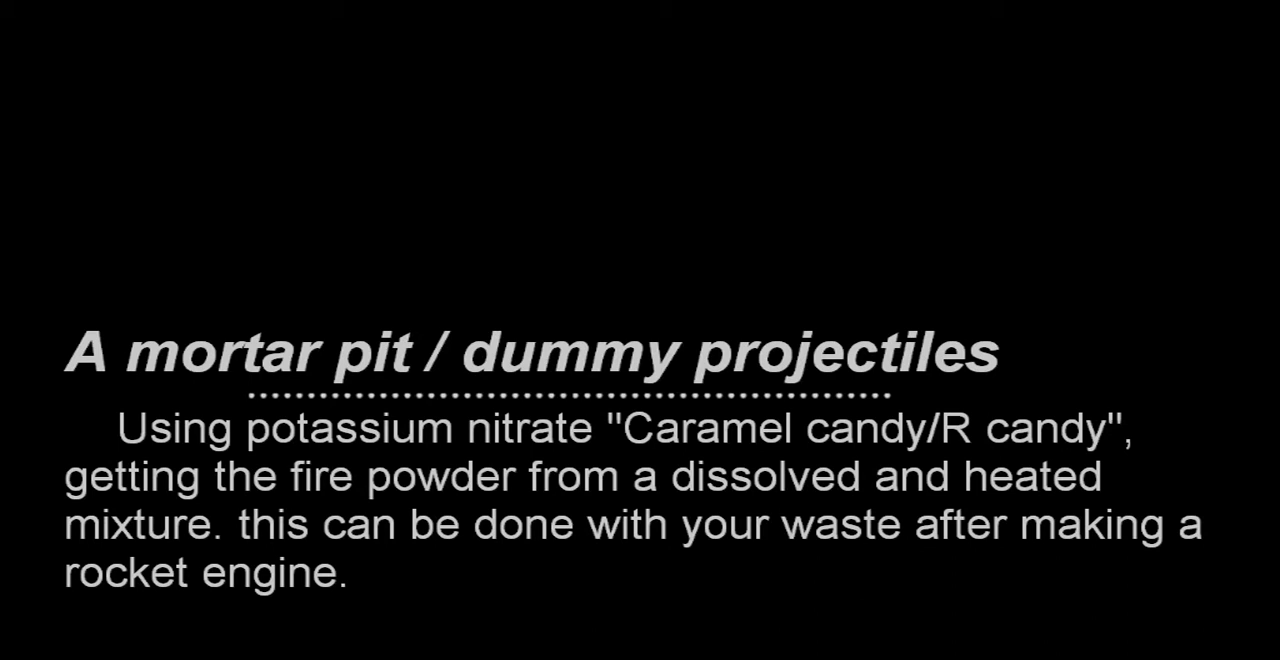 A mortar pit / dummy projectiles
Using potassium nitrate "Caramel candy/R candy",
getting the fire powder from a dissolved and heated
mixture. this can be done with your waste after making a
rocket engine.